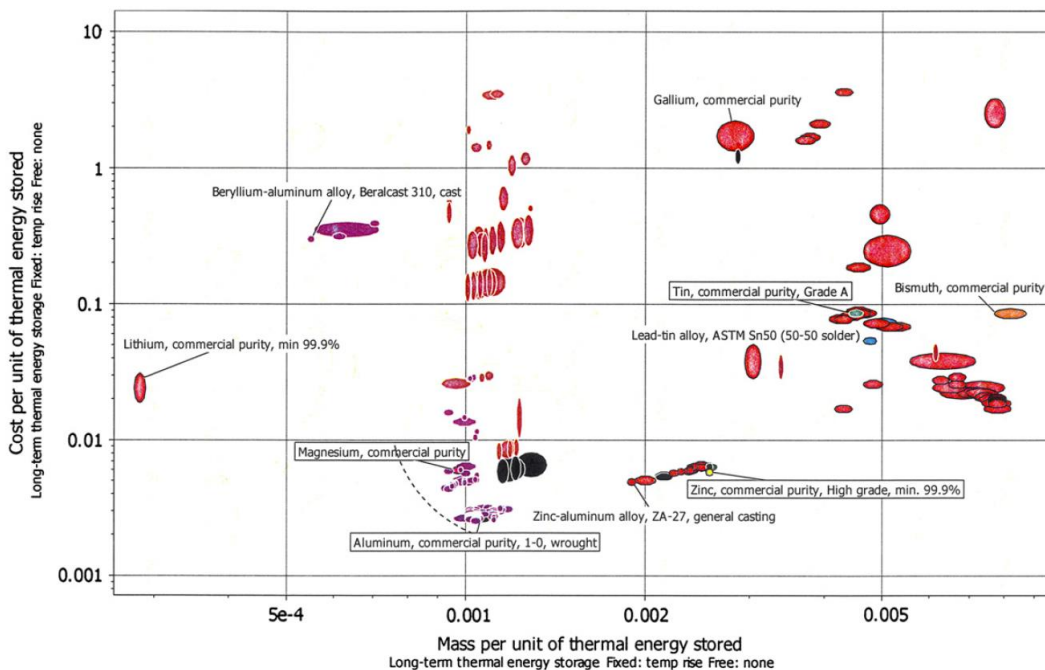 10
Gallium, commercial purity
1
Beryllium-aluminum alloy, Beralcast 310, cast
0.1
Tin, commercial purity, Grade A
Bismuth, commercial purity
Lead-tin alloy, ASTM Sn50 (50-50 solder)
Lithium, commercial purity, min 99.9%
0.01
Magnesium, commercial purity
Zinc, commercial purity, High grade, min. 99.9%
Zinc-aluminum alloy, ZA-27, general casting
Aluminum, commercial purity, 1-0, wrought
0.001
Cost per unit of thermal energy stored
Long-term thermal energy storage Fixed: temp rise Free: none
5e-4
0.001
0.002
0.005
Mass per unit of thermal energy stored
Long-term thermal energy storage Fixed: temp rise Free: none